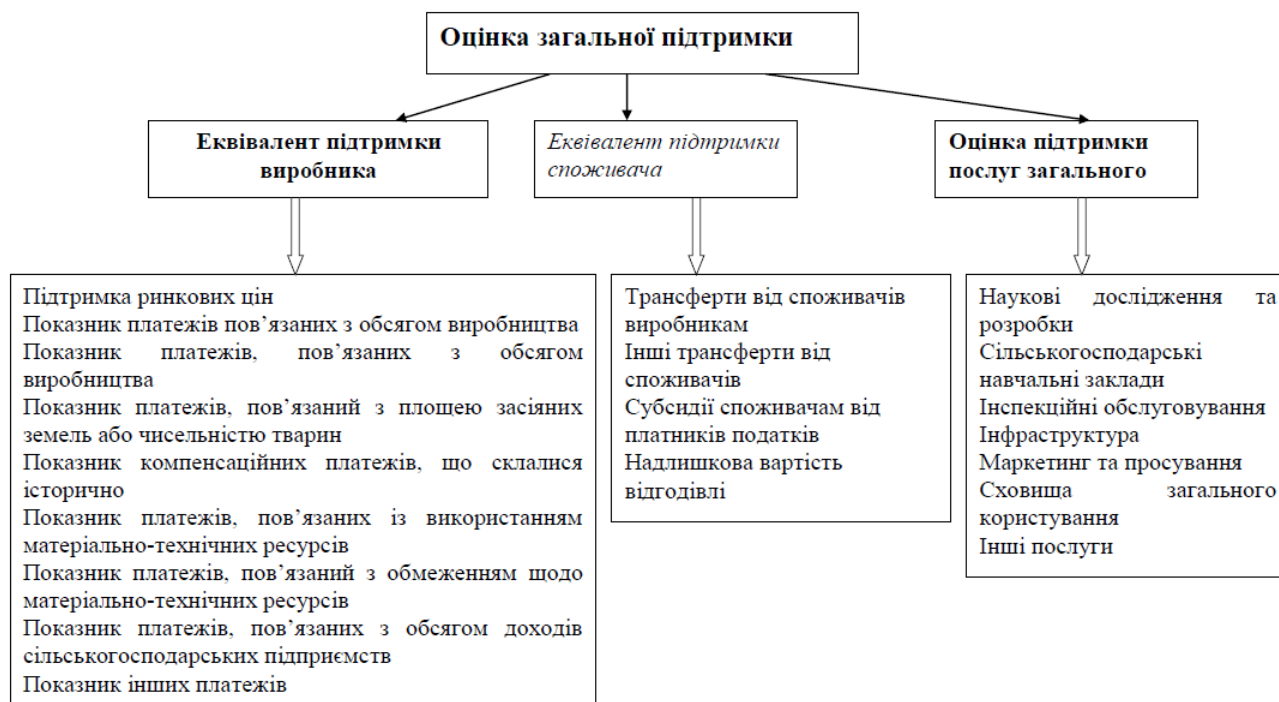 Оцінка загальної підтримки
Еквівалент підтримки
виробника
Еквівалент підтримки
споживача
Оцінка підтримки
послуг загального
Підтримка ринкових цін
Показник платежів пов’язаних з обсягом виробництва
Показник платежів, пов’язаних з обсягом
виробництва
Показник платежів, пов’язаний з площею засіяних
земель або чисельністю тварин
Показник компенсаційних платежів, що склалися
історично
Показник платежів, пов’язаних із використанням
матеріально-технічних ресурсів
Показник платежів, пов’язаний з обмеженням щодо
матеріально-технічних ресурсів
Показник платежів, пов’язаних з обсягом доходів
сільськогосподарських підприємств
Показник інших платежів
Трансферти від споживачів
виробникам
Інші трансферти від
споживачів
Субсидії споживачам від
платників податків
Надлишкова вартість
відгодівлі
Наукові дослідження та
розробки
Сільськогосподарські
навчальні заклади
Інспекційні обслуговування
Інфраструктура
Маркетинг та просування
Сховища загального
користування
Інші послуги